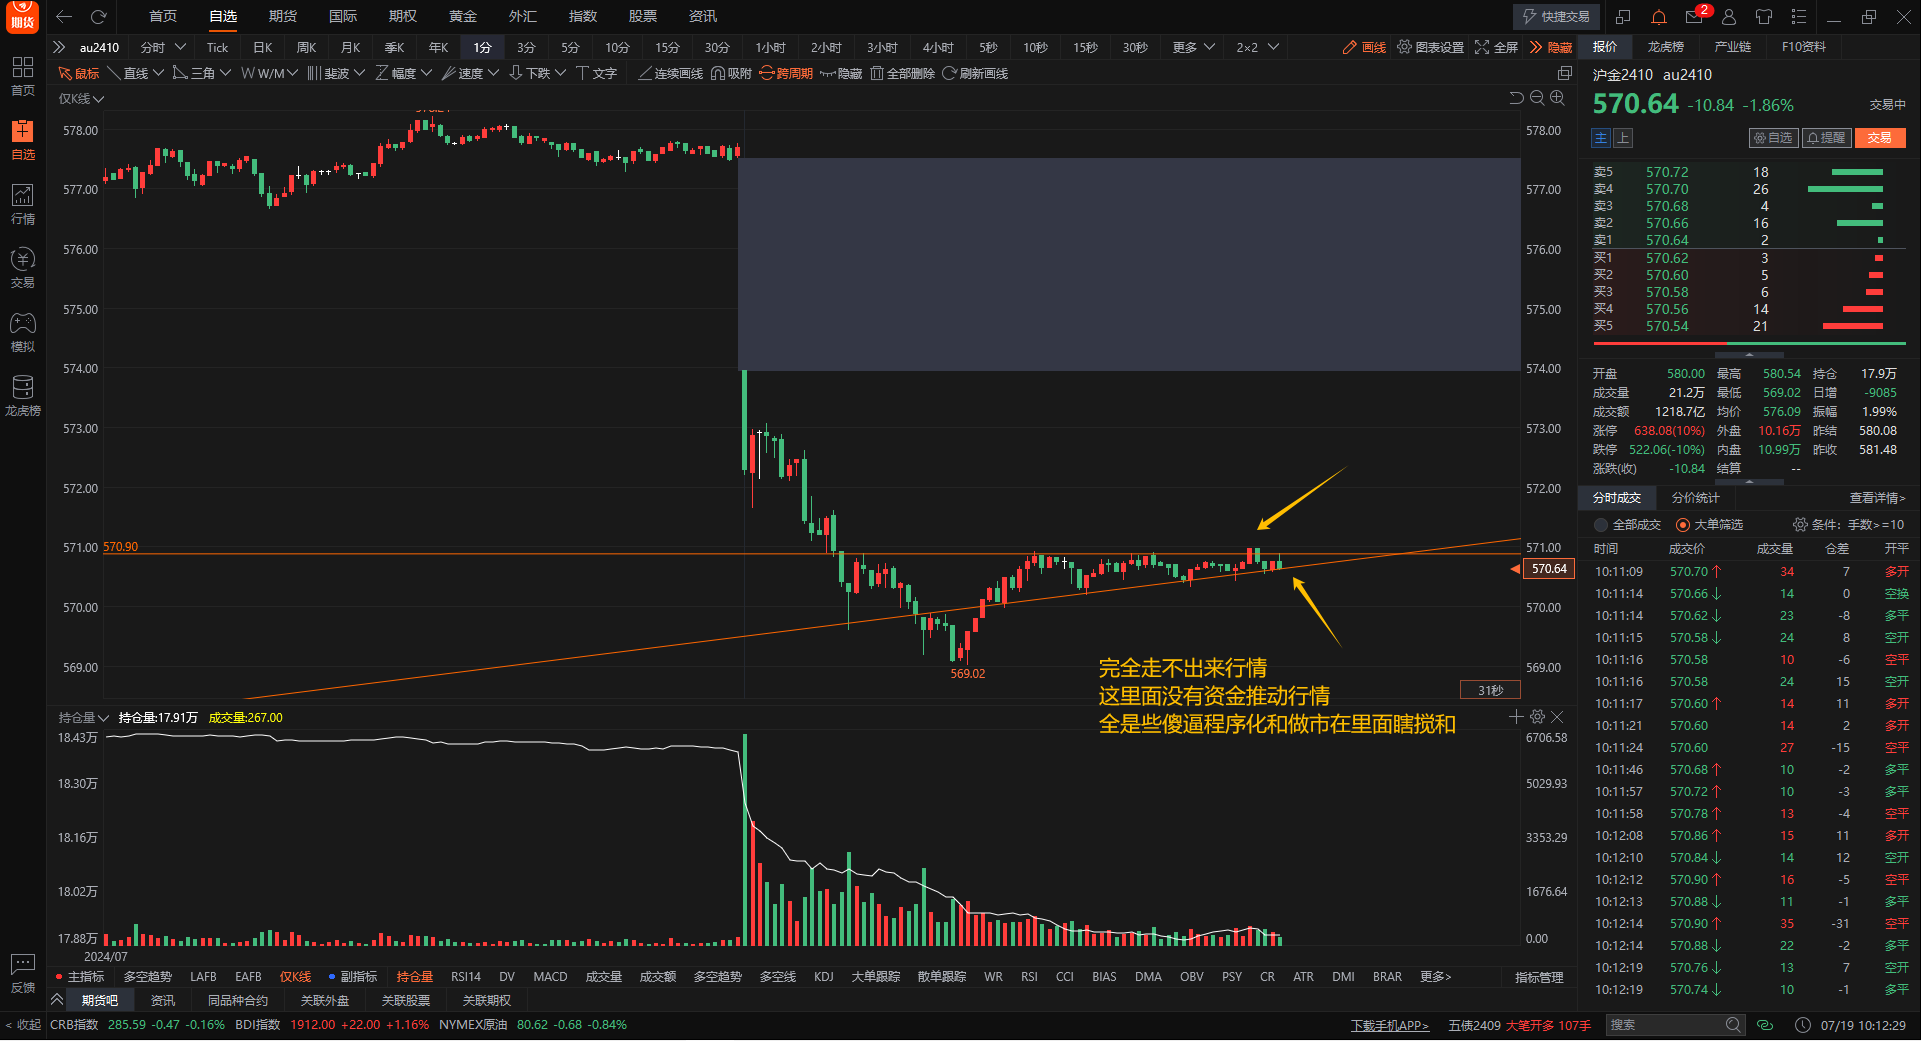 期货
首页 自选 期货 国际 期权 黄金 外汇 指数 股票 资讯
快捷交易
2
au2410 分时 Tick 日K 周K 月K 季K 年K 1分 3分 5分 10分 15分 30分 1小时 2小时 3小时 4小时 5秒 10秒 15秒 30秒 更多 2×2
画线 图表设置 全屏 隐藏
鼠标 直线 三角 W/M 斐波 幅度 速度 下跌 文字 连续画线 吸附 跨周期 隐藏 全部删除 刷新画线
首页
自选
行情
交易
模拟
龙虎榜
反馈
< 收起
仅K线
578.00 578.00
577.00 577.00
576.00 576.00
575.00 575.00
574.00 574.00
573.00 573.00
572.00 572.00
570.90 571.00 571.00
570.64
570.00 570.00
569.00 569.00
569.02
完全走不出来行情
这里面没有资金推动行情
全是些傻逼程序化和做市在里面瞎搅和
31秒
持仓量 持仓量:17.91万 成交量:267.00
18.43万 6706.58
18.30万 5029.93
18.16万 3353.29
18.02万 1676.64
17.88万 0.00
2024/07
主指标 多空趋势 LAFB EAFB 仅K线 副指标 持仓量 RSI14 DV MACD 成交量 成交额 多空趋势 多空线 KDJ 大单跟踪 散单跟踪 WR RSI CCI BIAS DMA OBV PSY CR ATR DMI BRAR 更多> 指标管理
期货吧 资讯 同品种合约 关联外盘 关联股票 关联期权
CRB指数 285.59 -0.47 -0.16% BDI指数 1912.00 +22.00 +1.16% NYMEX原油 80.62 -0.68 -0.84%
下载手机APP> 五债2409 大笔开多 107手 搜索 07/19 10:12:29
报价 龙虎榜 产业链 F10资料
沪金2410 au2410
570.64 -10.84 -1.86% 交易中
主 上 自选 提醒 交易
卖5 570.72 18
卖4 570.70 26
卖3 570.68 4
卖2 570.66 16
卖1 570.64 2
买1 570.62 3
买2 570.60 5
买3 570.58 6
买4 570.56 14
买5 570.54 21
开盘 580.00 最高 580.54 持仓 17.9万
成交量 21.2万 最低 569.02 日增 -9085
成交额 1218.7亿 均价 576.09 振幅 1.99%
涨停 638.08(10%) 外盘 10.16万 昨结 580.08
跌停 522.06(-10%) 内盘 10.99万 昨收 581.48
涨跌(收) -10.84 结算 --
分时成交 分价统计 查看详情>
全部成交 大单筛选 条件：手数>=10
时间 成交价 成交量 仓差 开平
10:11:09 570.70↑ 34 7 多开
10:11:14 570.66↓ 14 0 空换
10:11:14 570.62↓ 23 -8 多平
10:11:15 570.58↓ 24 8 空开
10:11:16 570.58 10 -6 空平
10:11:16 570.58 24 15 空开
10:11:17 570.60↑ 14 11 多开
10:11:21 570.60 14 2 多开
10:11:24 570.60 27 -15 空平
10:11:46 570.68↑ 10 -2 多平
10:11:57 570.72↑ 10 -3 多平
10:11:58 570.78↑ 13 -4 空平
10:12:08 570.86↑ 15 11 多开
10:12:10 570.84↓ 14 12 空开
10:12:12 570.90↑ 16 -5 空平
10:12:13 570.88↓ 11 -1 多平
10:12:14 570.90↑ 35 -31 空平
10:12:14 570.88↓ 22 -2 多平
10:12:19 570.76↓ 13 7 空开
10:12:19 570.74↓ 10 -1 多平